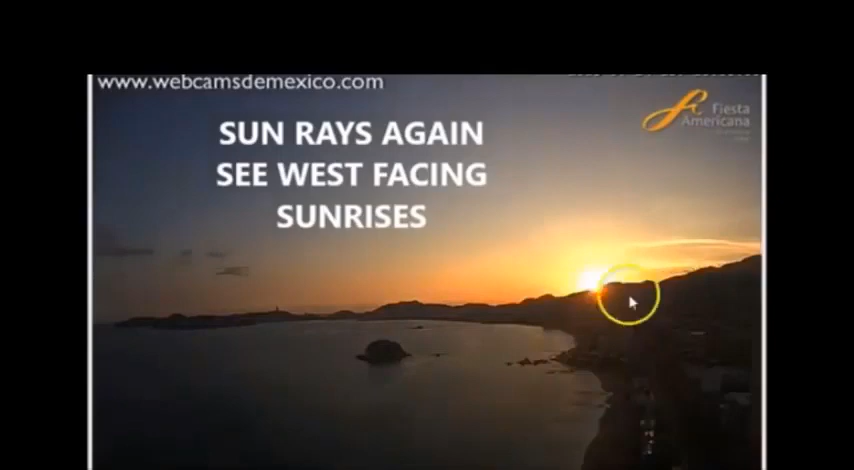 www.webcamsdemexico.com
Fiesta
Americana
SUN RAYS AGAIN
SEE WEST FACING
SUNRISES